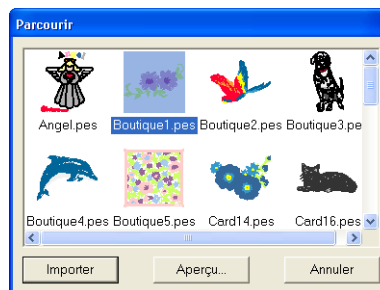 Parcourir
Angel.pes Boutique1.pes Boutique2.pes Boutique3.pe
Boutique4.pes Boutique5.pes Card14.pes Card16.pes
Importer Aperçu... Annuler